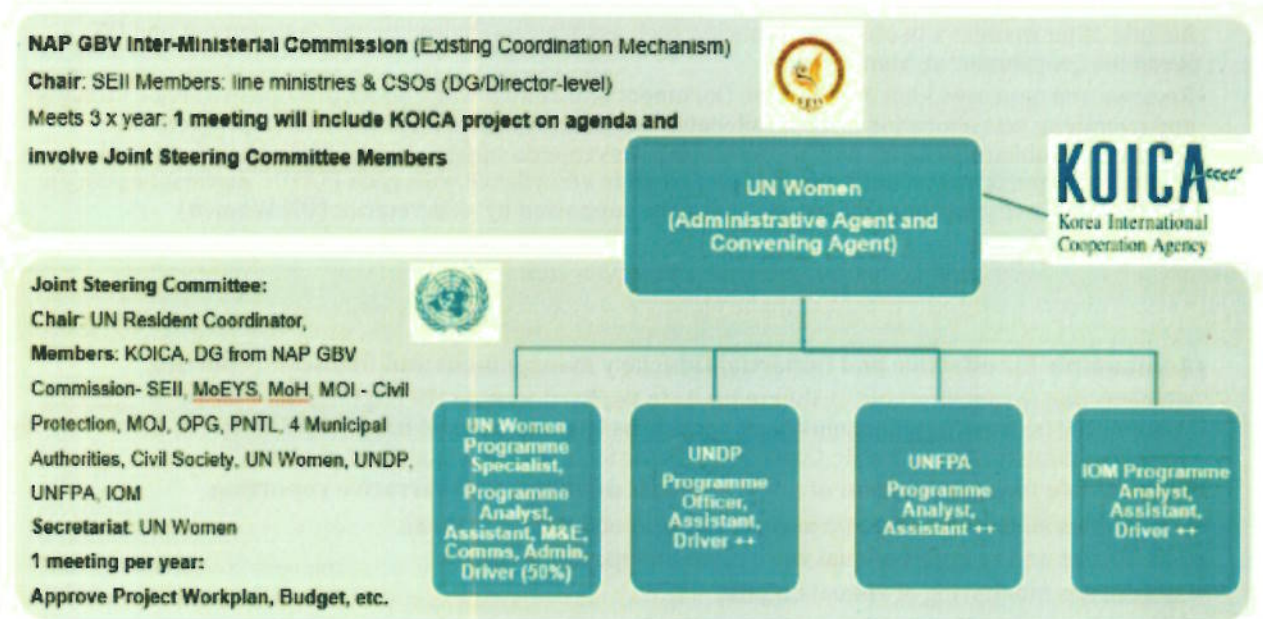 NAP GBV Inter-Ministerial Commission (Existing Coordination Mechanism)
Chair: SEII Members: line ministries & CSOs (DG/Director-level)
Meets 3 x year: 1 meeting will include KOICA project on agenda and
involve Joint Steering Committee Members
SEII
UN Women
(Administrative Agent and
Convening Agent)
KOICA
Korea International
Cooperation Agency
Joint Steering Committee:
Chair UN Resident Coordinator,
Members: KOICA, DG from NAP GBV
Commission- SEII, MoEYS, MoH, MOI - Civil
Protection, MOJ, OPG, PNTL, 4 Municipal
Authorities, Civil Society, UN Women, UNDP,
UNFPA, IOM
Secretariat UN Women
1 meeting per year:
Approve Project Workplan, Budget, etc.
UN Women
Programme
Specialist,
Programme
Analyst,
Assistant, M&E,
Comms, Admin,
Driver (50%)
UNDP
Programme
Officer,
Assistant,
Driver ++
UNFPA
Programme
Analyst,
Assistant ++
IOM Programme
Analyst,
Assistant,
Driver ++